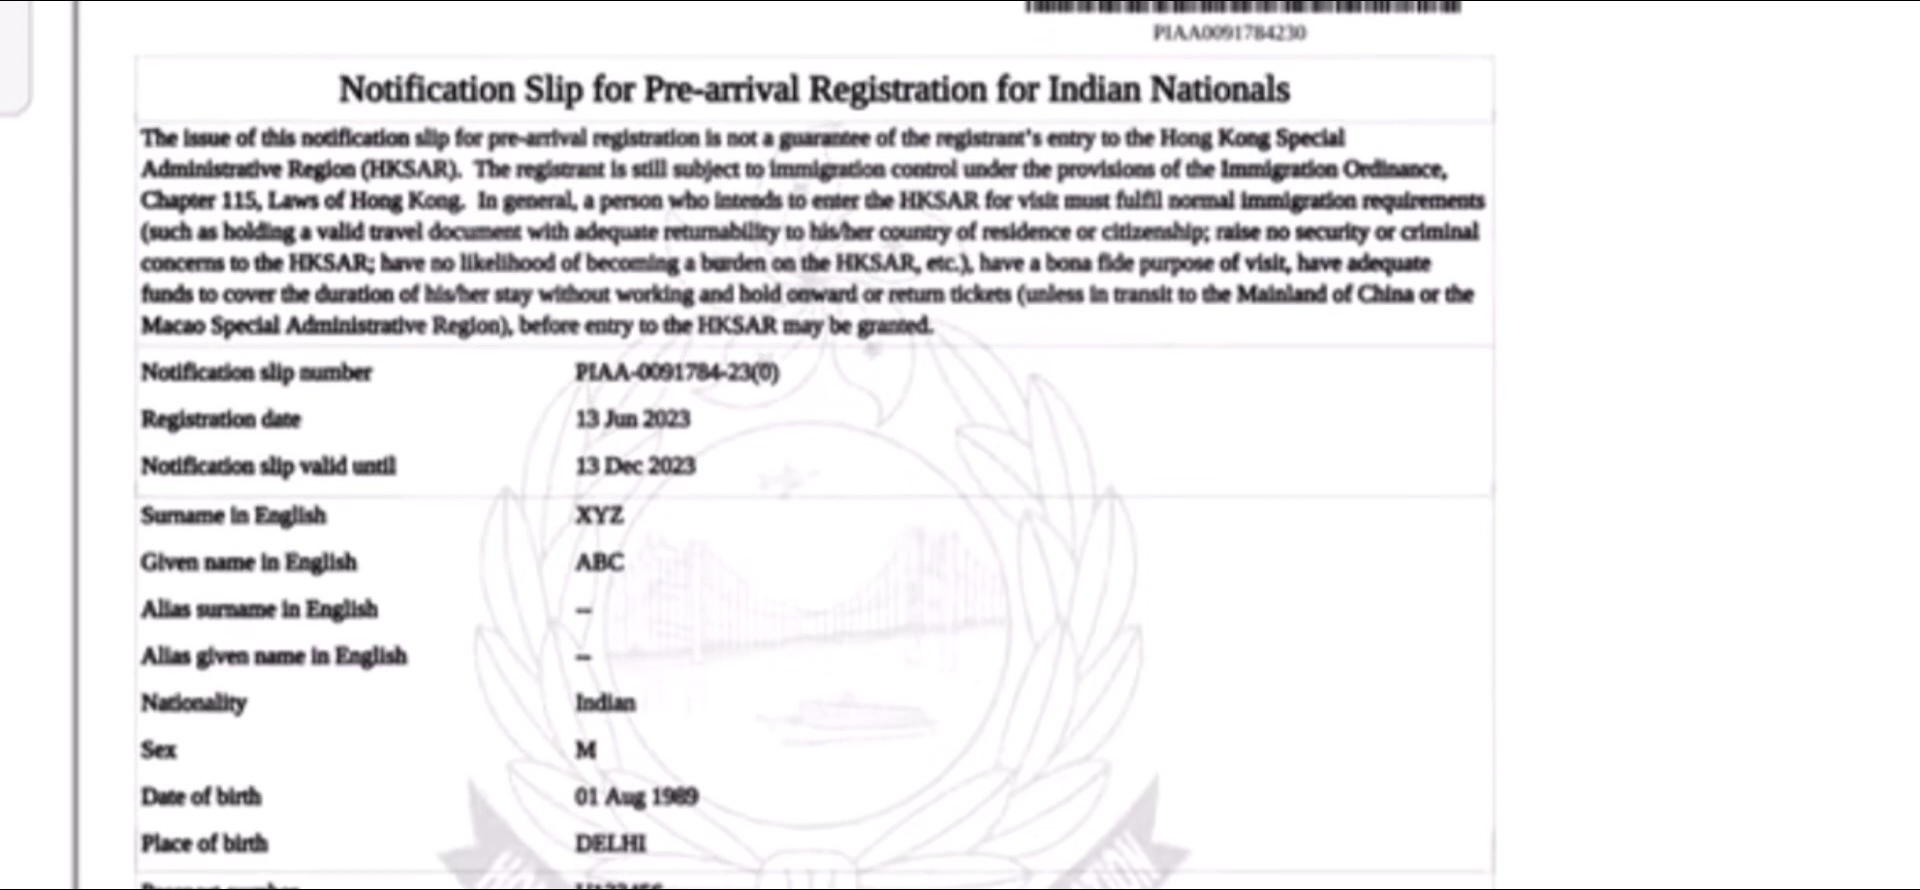 PIAA0091784230
Notification Slip for Pre-arrival Registration for Indian Nationals
The issue of this notification slip for pre-arrival registration is not a guarantee of the registrant's entry to the Hong Kong Special
Administrative Region (HKSAR). The registrant is still subject to immigration control under the provisions of the Immigration Ordinance,
Chapter 115, Laws of Hong Kong. In general, a person who intends to enter the HKSAR for visit must fulfil normal immigration requirements
(such as holding a valid travel document with adequate returnability to his/her country of residence or citizenship; raise no security or criminal
concerns to the HKSAR; have no likelihood of becoming a burden on the HKSAR, etc.), have a bona fide purpose of visit, have adequate
funds to cover the duration of his/her stay without working and hold onward or return tickets (unless in transit to the Mainland of China or the
Macao Special Administrative Region), before entry to the HKSAR may be granted.
Notification slip number PIAA-0091784-23(0)
Registration date 13 Jun 2023
Notification slip valid until 13 Dec 2023
Surname in English XYZ
Given name in English ABC
Alias surname in English --
Alias given name in English --
Nationality Indian
Sex M
Date of birth 01 Aug 1989
Place of birth DELHI